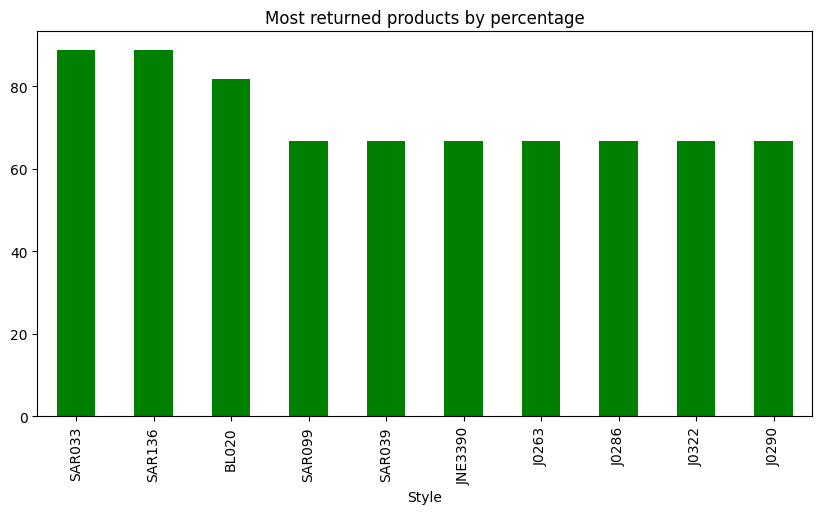 Most returned products by percentage
80
60
40
20
0
SAR033
SAR136
BL020
SAR099
SAR039
JNE3390
J0263
J0286
J0322
J0290
Style